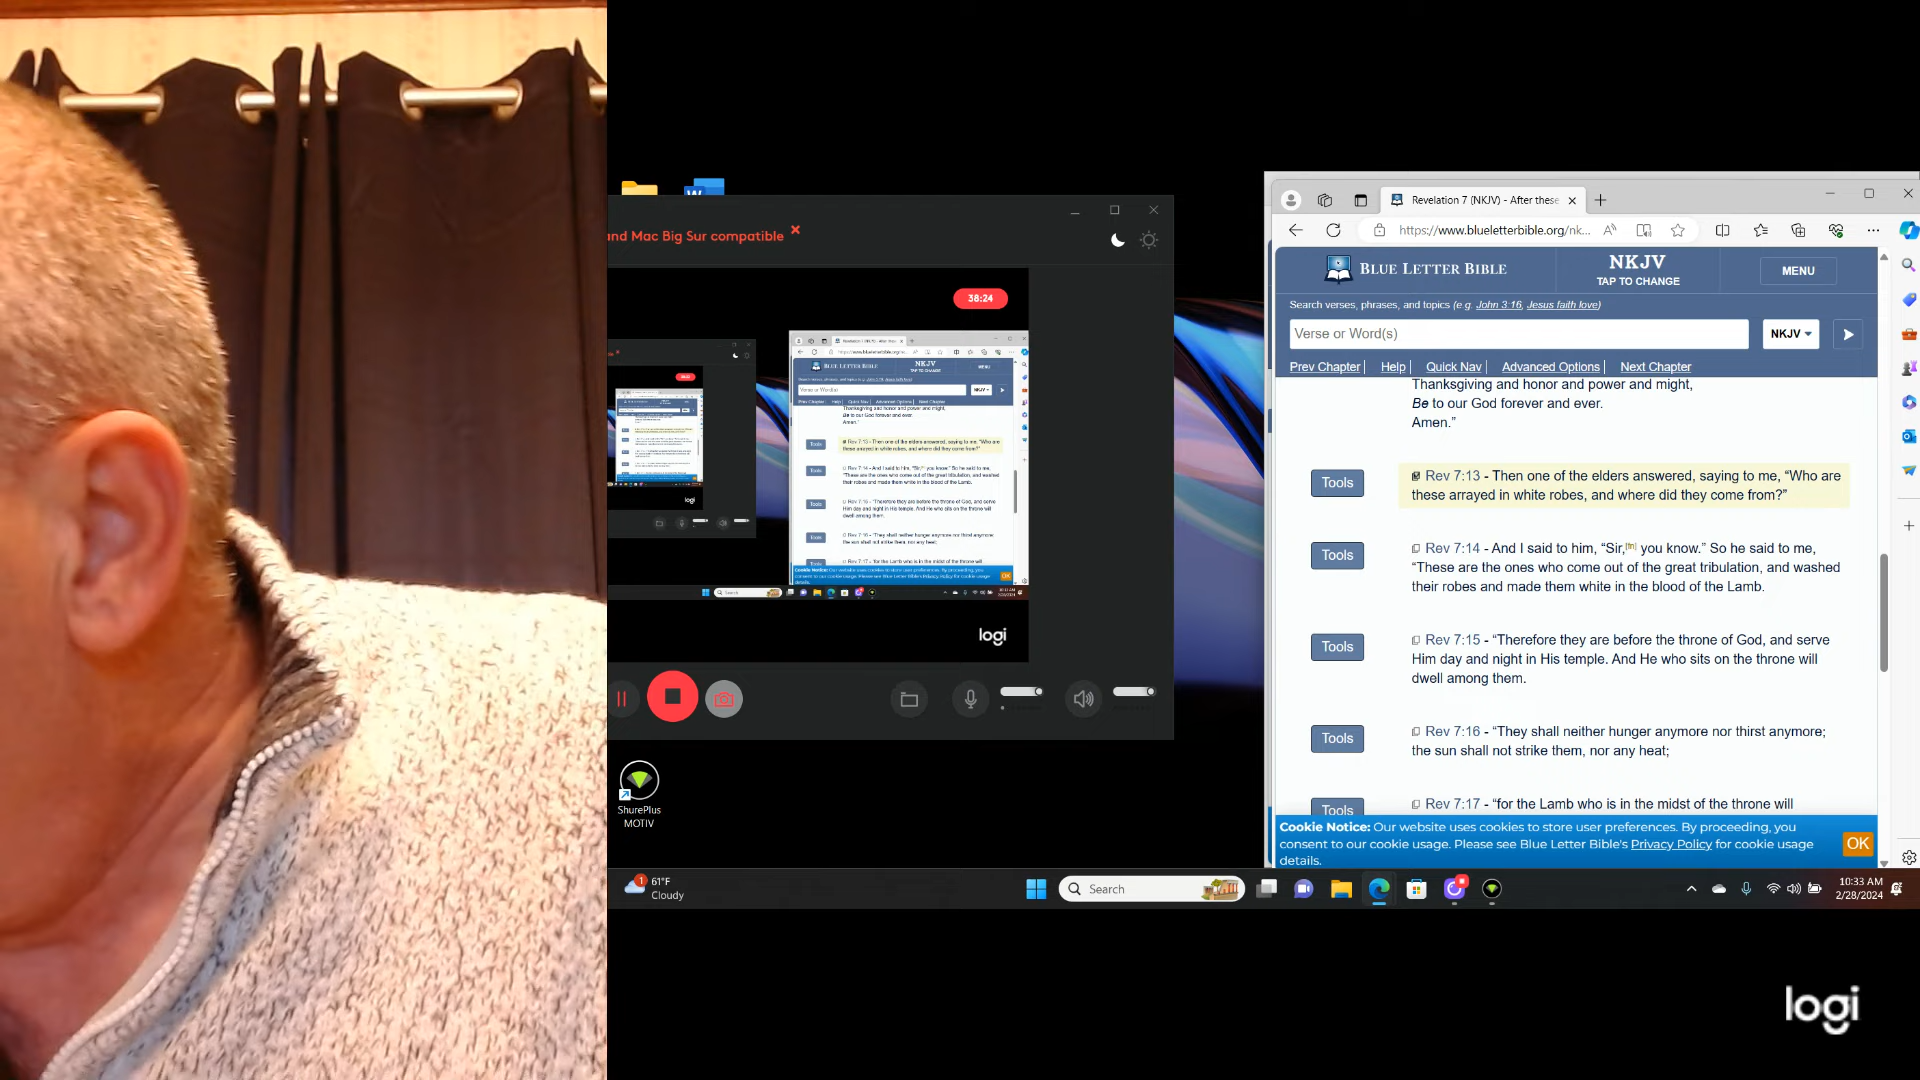 and Mac Big Sur compatible
38:24
logi
ShurePlus
MOTIV
61°F
Cloudy
1
Search
Revelation 7 (NKJV) - After these
https://www.blueletterbible.org/nk...
BLUE LETTER BIBLE
NKJV
TAP TO CHANGE
MENU
Search verses, phrases, and topics (e.g. John 3:16, Jesus faith love)
Verse or Word(s)
NKJV
Prev Chapter
Help
Quick Nav
Advanced Options
Next Chapter
Thanksgiving and honor and power and might,
Be to our God forever and ever.
Amen.”
Tools
Rev 7:13 - Then one of the elders answered, saying to me, “Who are
these arrayed in white robes, and where did they come from?”
Tools
Rev 7:14 - And I said to him, “Sir,[fn] you know.” So he said to me,
“These are the ones who come out of the great tribulation, and washed
their robes and made them white in the blood of the Lamb.
Tools
Rev 7:15 - “Therefore they are before the throne of God, and serve
Him day and night in His temple. And He who sits on the throne will
dwell among them.
Tools
Rev 7:16 - “They shall neither hunger anymore nor thirst anymore;
the sun shall not strike them, nor any heat;
Tools
Rev 7:17 - “for the Lamb who is in the midst of the throne will
Cookie Notice: Our website uses cookies to store user preferences. By proceeding, you
consent to our cookie usage. Please see Blue Letter Bible's Privacy Policy for cookie usage
details.
OK
10:33 AM
2/28/2024
logi